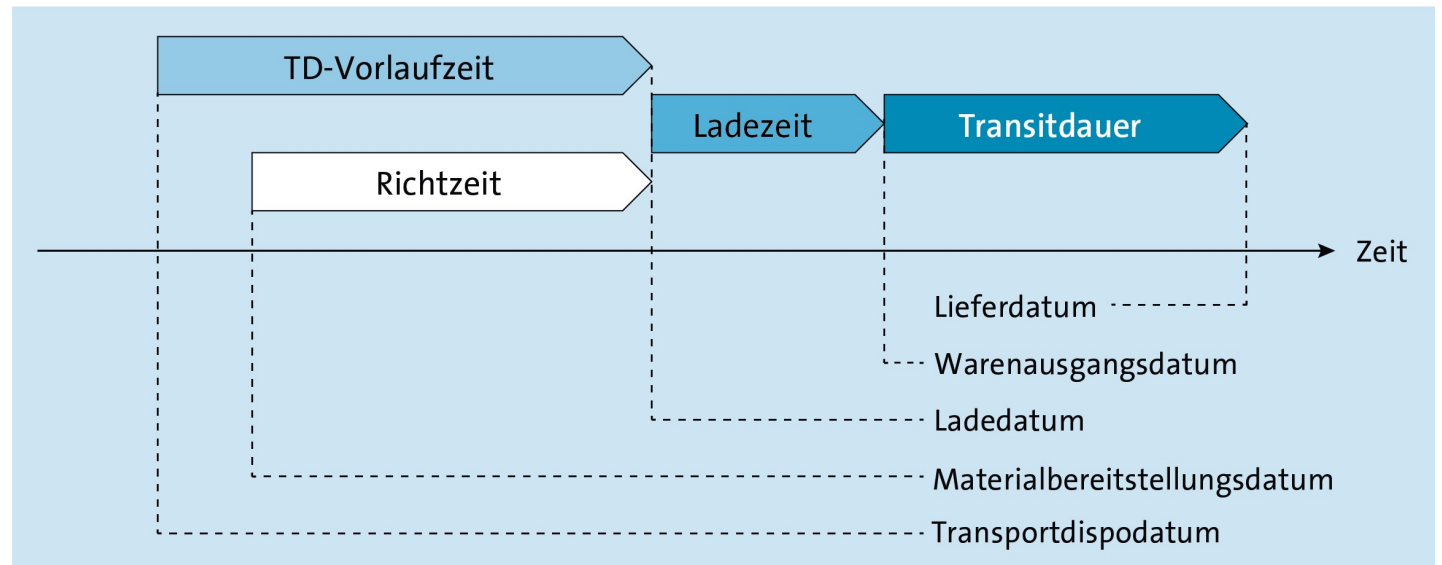 TD-Vorlaufzeit
Ladezeit
Transitdauer
Richtzeit
Zeit
Lieferdatum
Warenausgangsdatum
Ladedatum
Materialbereitstellungsdatum
Transportdispodatum